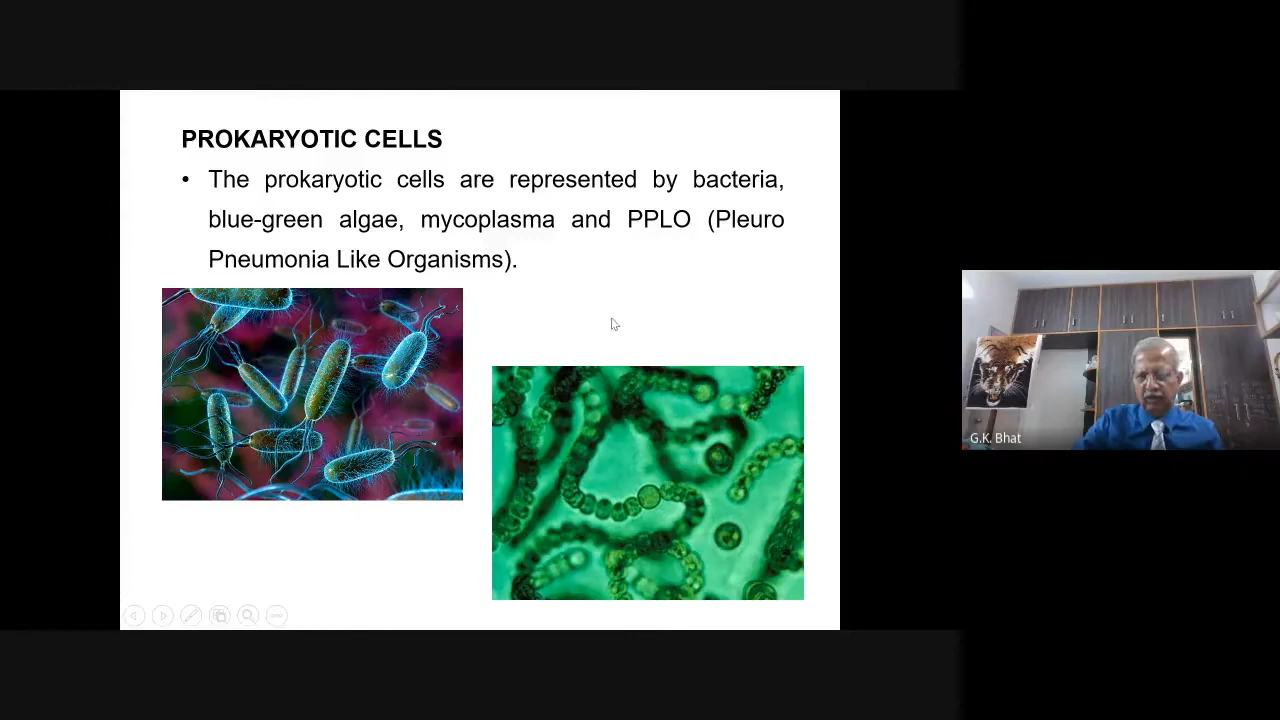 PROKARYOTIC CELLS
• The prokaryotic cells are represented by bacteria,
blue-green algae, mycoplasma and PPLO (Pleuro
Pneumonia Like Organisms).
G.K. Bhat